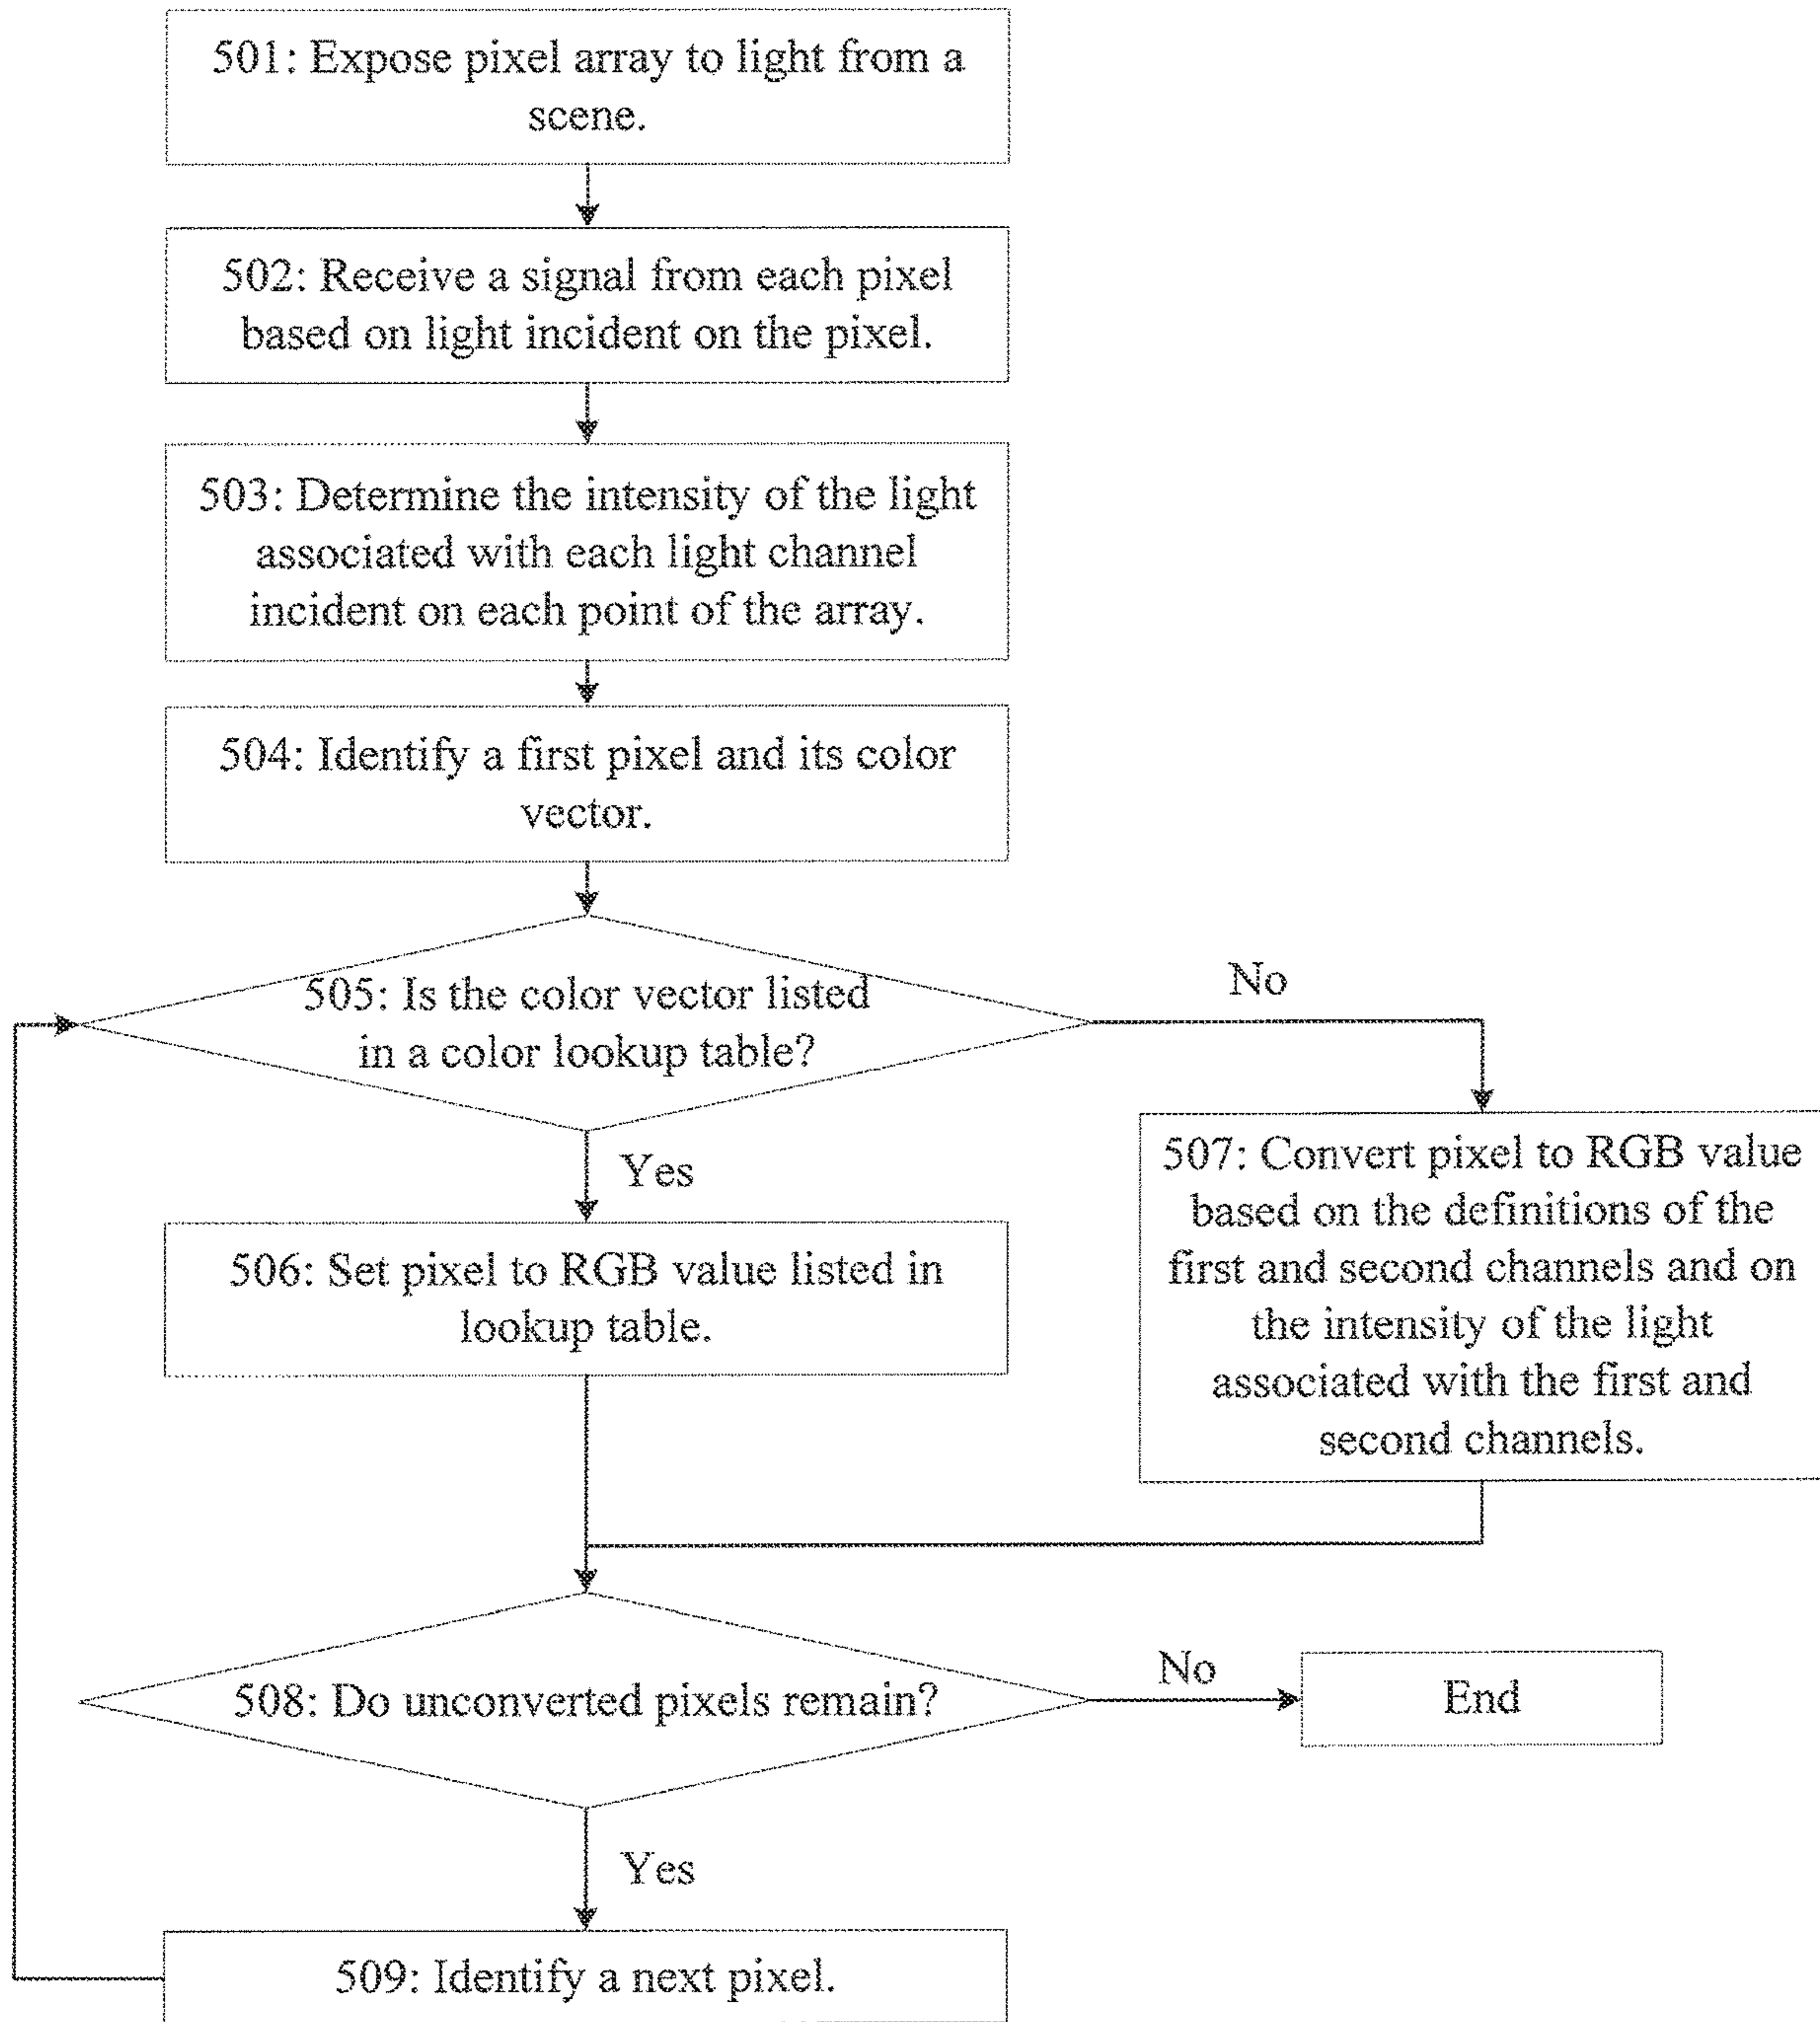 501: Expose pixel array to light from a
scene.
502: Receive a signal from each pixel
based on light incident on the pixel.
503: Determine the intensity of the light
associated with each light channel
incident on each point of the array.
504: Identify a first pixel and its color
vector.
505: Is the color vector listed
in a color lookup table?
No
Yes
506: Set pixel to RGB value listed in
lookup table.
507: Convert pixel to RGB value
based on the definitions of the
first and second channels and on
the intensity of the light
associated with the first and
second channels.
508: Do unconverted pixels remain?
No
End
Yes
509: Identify a next pixel.